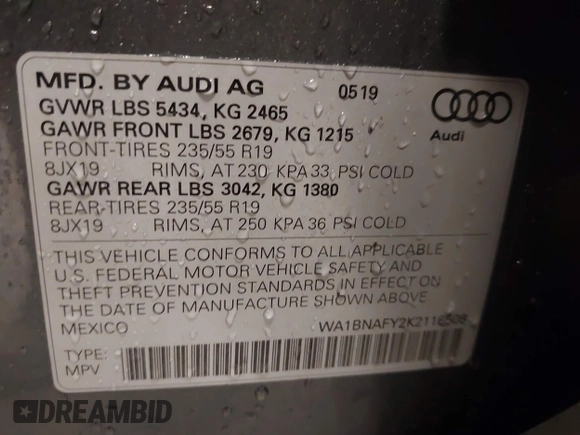 MFD. BY AUDI AG 0519
GVWR LBS 5434, KG 2465
GAWR FRONT LBS 2679, KG 1215
FRONT-TIRES 235/55 R19
8JX19 RIMS, AT 230 KPA 33 PSI COLD
GAWR REAR LBS 3042, KG 1380
REAR-TIRES 235/55 R19
8JX19 RIMS, AT 250 KPA 36 PSI COLD
Audi
THIS VEHICLE CONFORMS TO ALL APPLICABLE
U.S. FEDERAL MOTOR VEHICLE SAFETY AND
THEFT PREVENTION STANDARDS IN EFFECT ON
THE DATE OF MANUFACTURE SHOWN ABOVE
MEXICO
TYPE:
MPV
DREAMBID